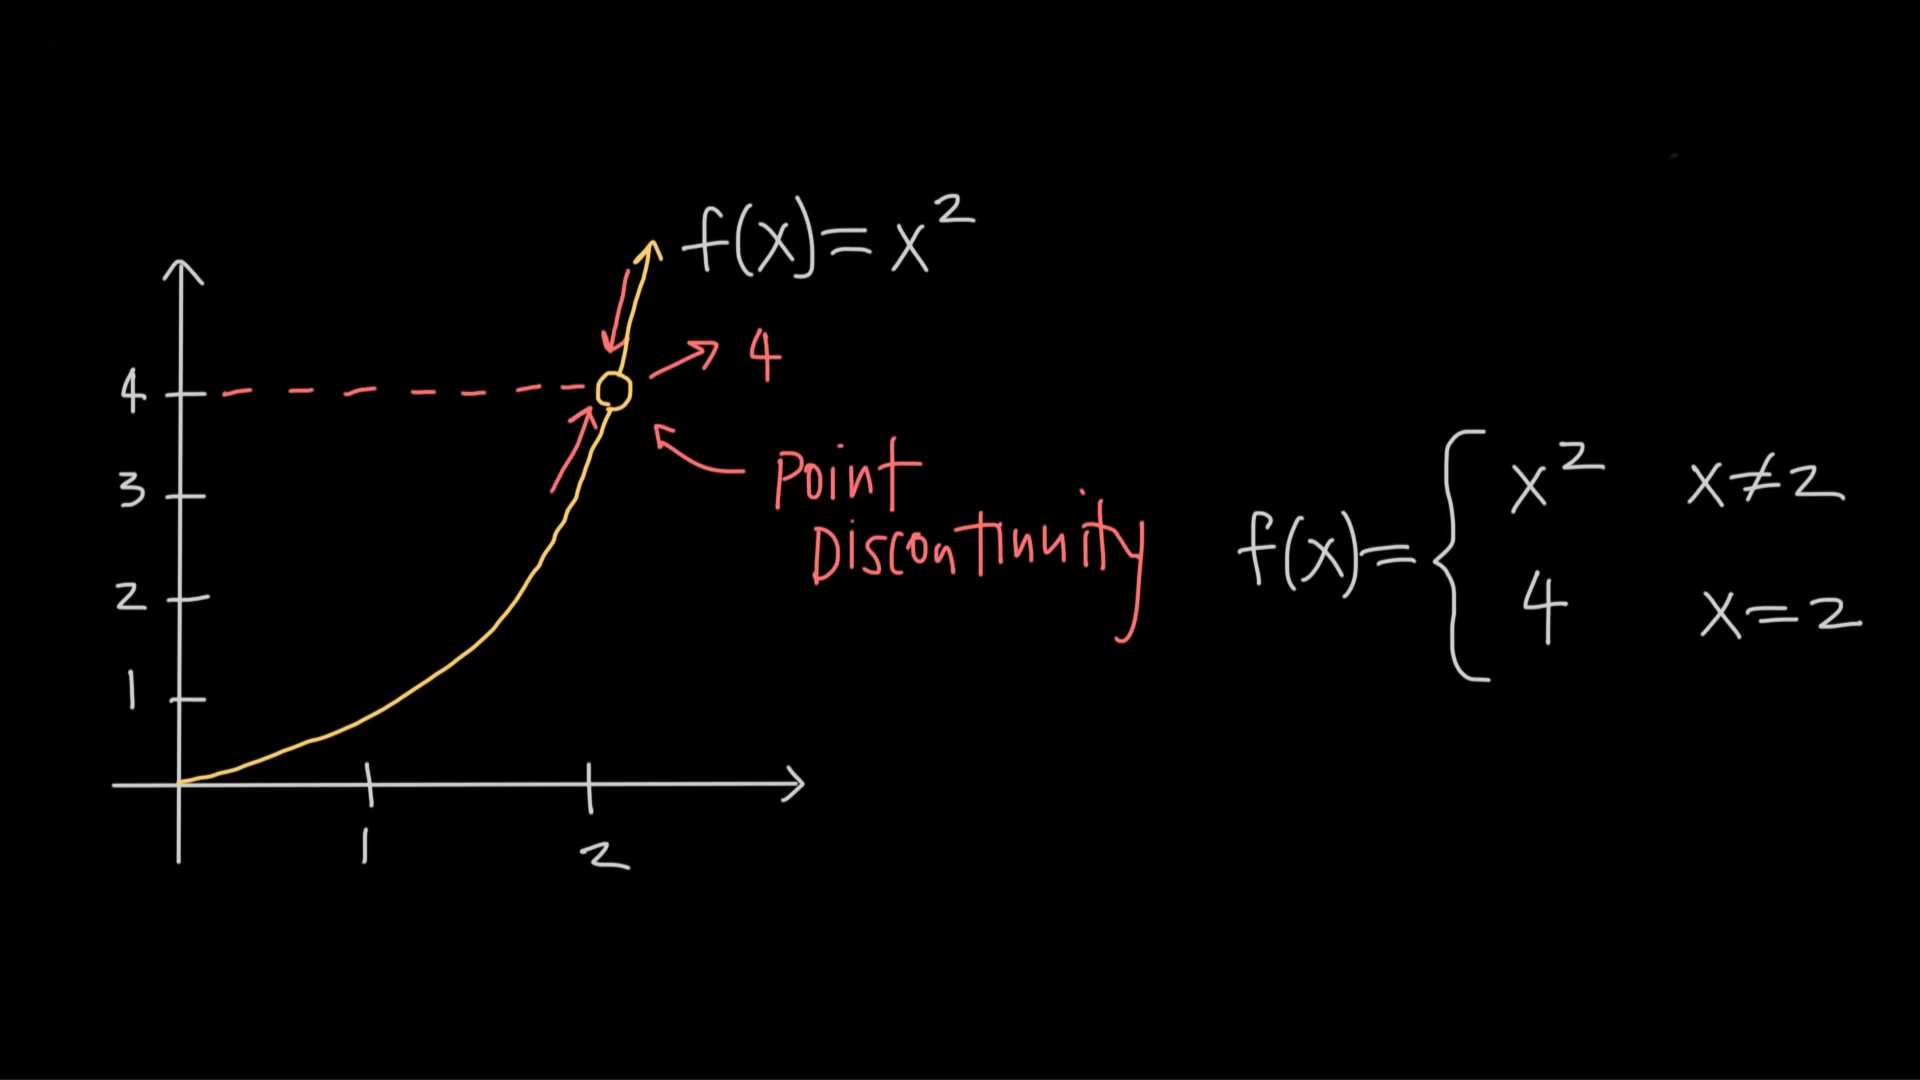 f(x)=x²
4
4
Point
Discontinuity
3
x² x≠2
f(x)=
4 x=2
2
1
1 2